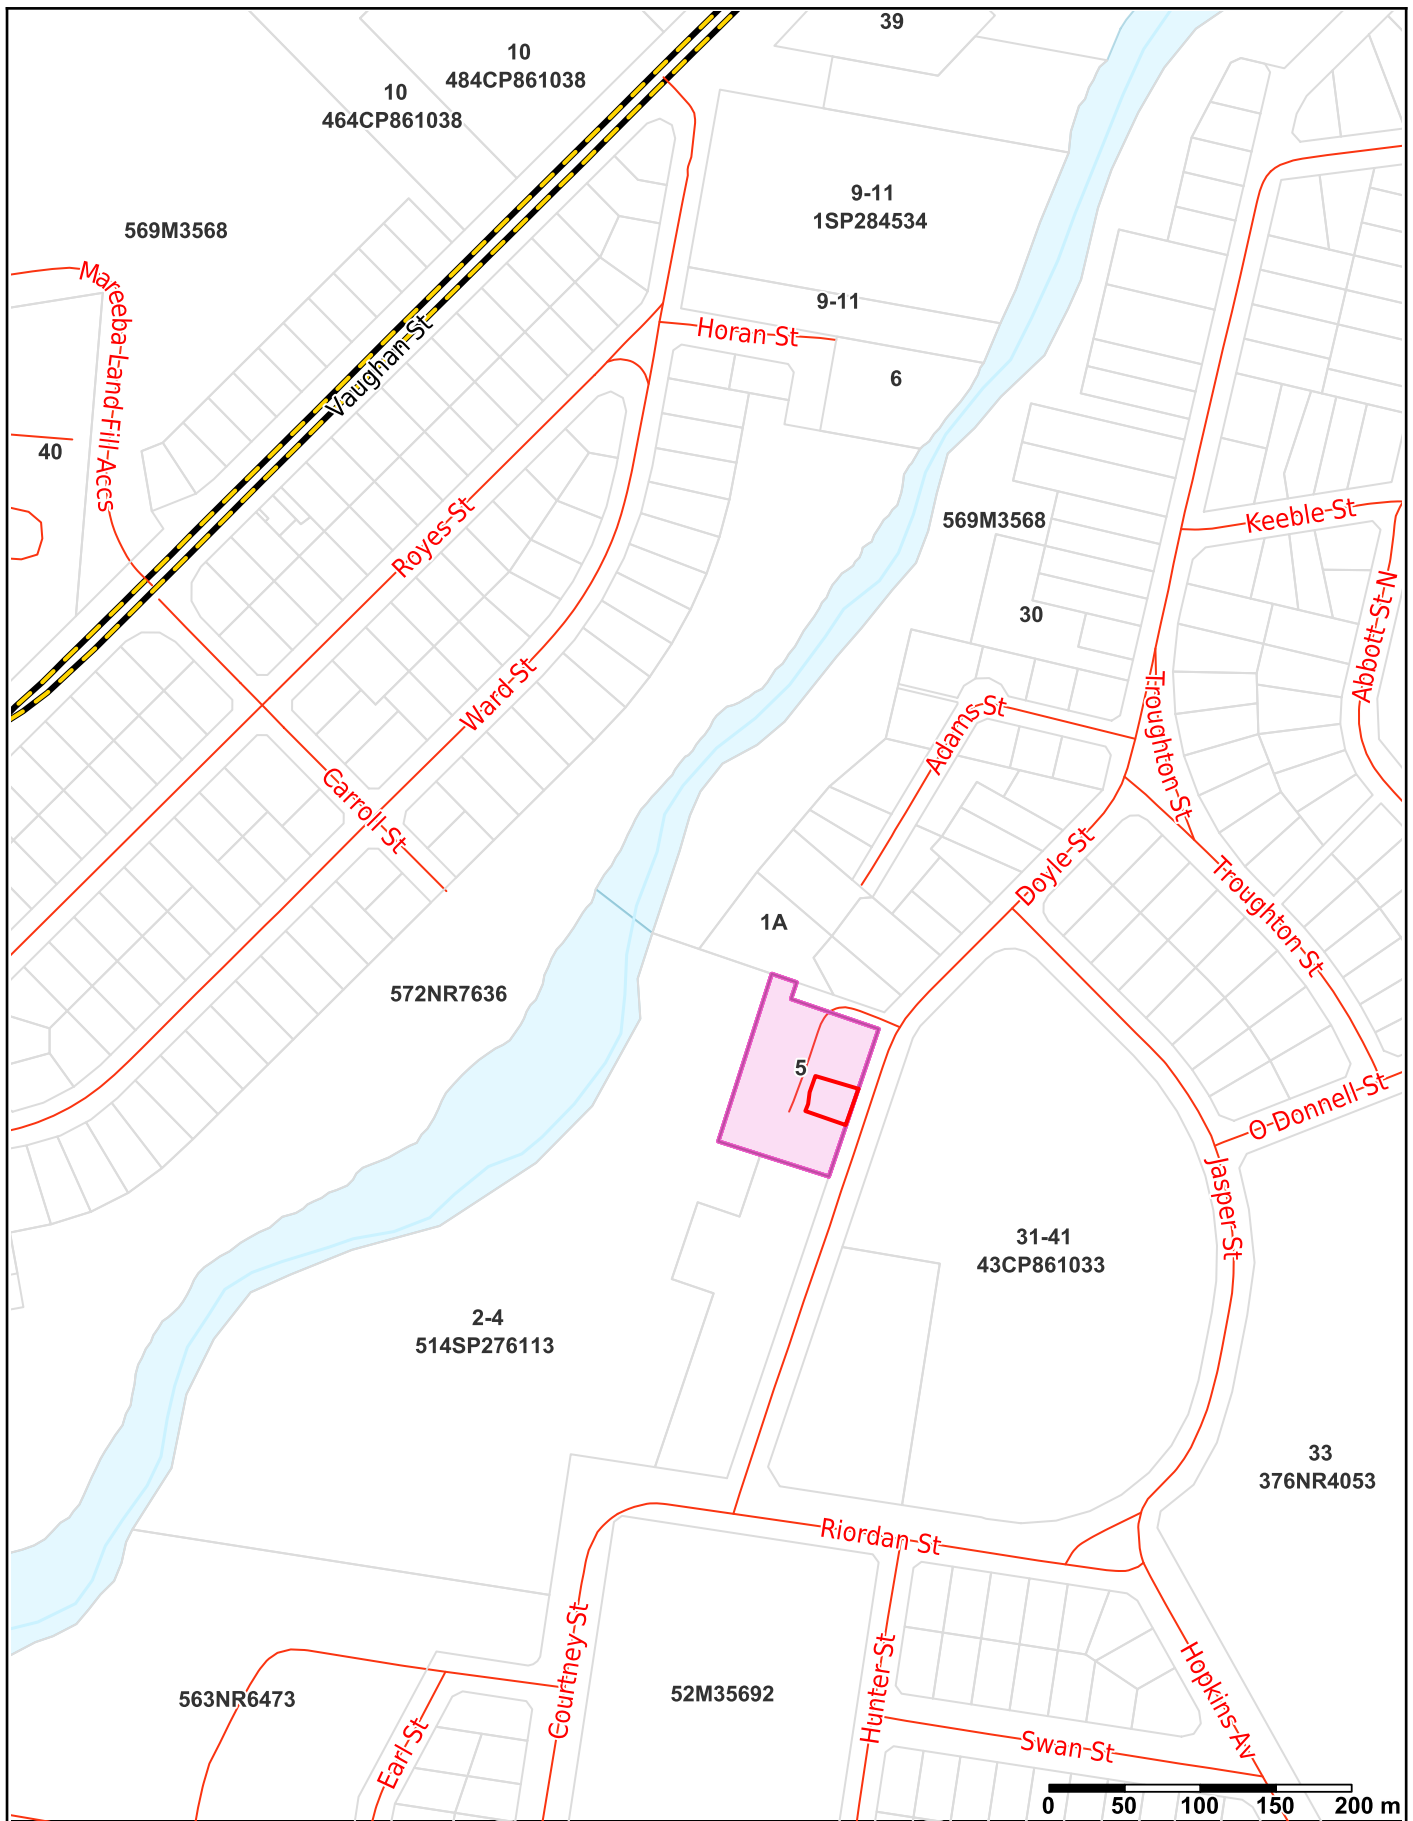 39
10
484CP861038
10
464CP861038
9-11
1SP284534
569M3568
Mareeba-Land-Fill-Accs
9-11
Vaughan St
Horan-St
6
40
Royes-St
569M3568
Keeble-St
30
Abbott-St-N
Ward-St
Adams-St
Troughton-St
Carroll-St
Doyle-St
Troughton-St
1A
572NR7636
5
O-Donnell-St
Jasper-St
31-41
43CP861033
2-4
514SP276113
33
376NR4053
Riordan-St
Courtney-St
Hunter-St
Hopkins-Av
563NR6473
52M35692
Earl-St
Swan-St
0 50 100 150 200 m